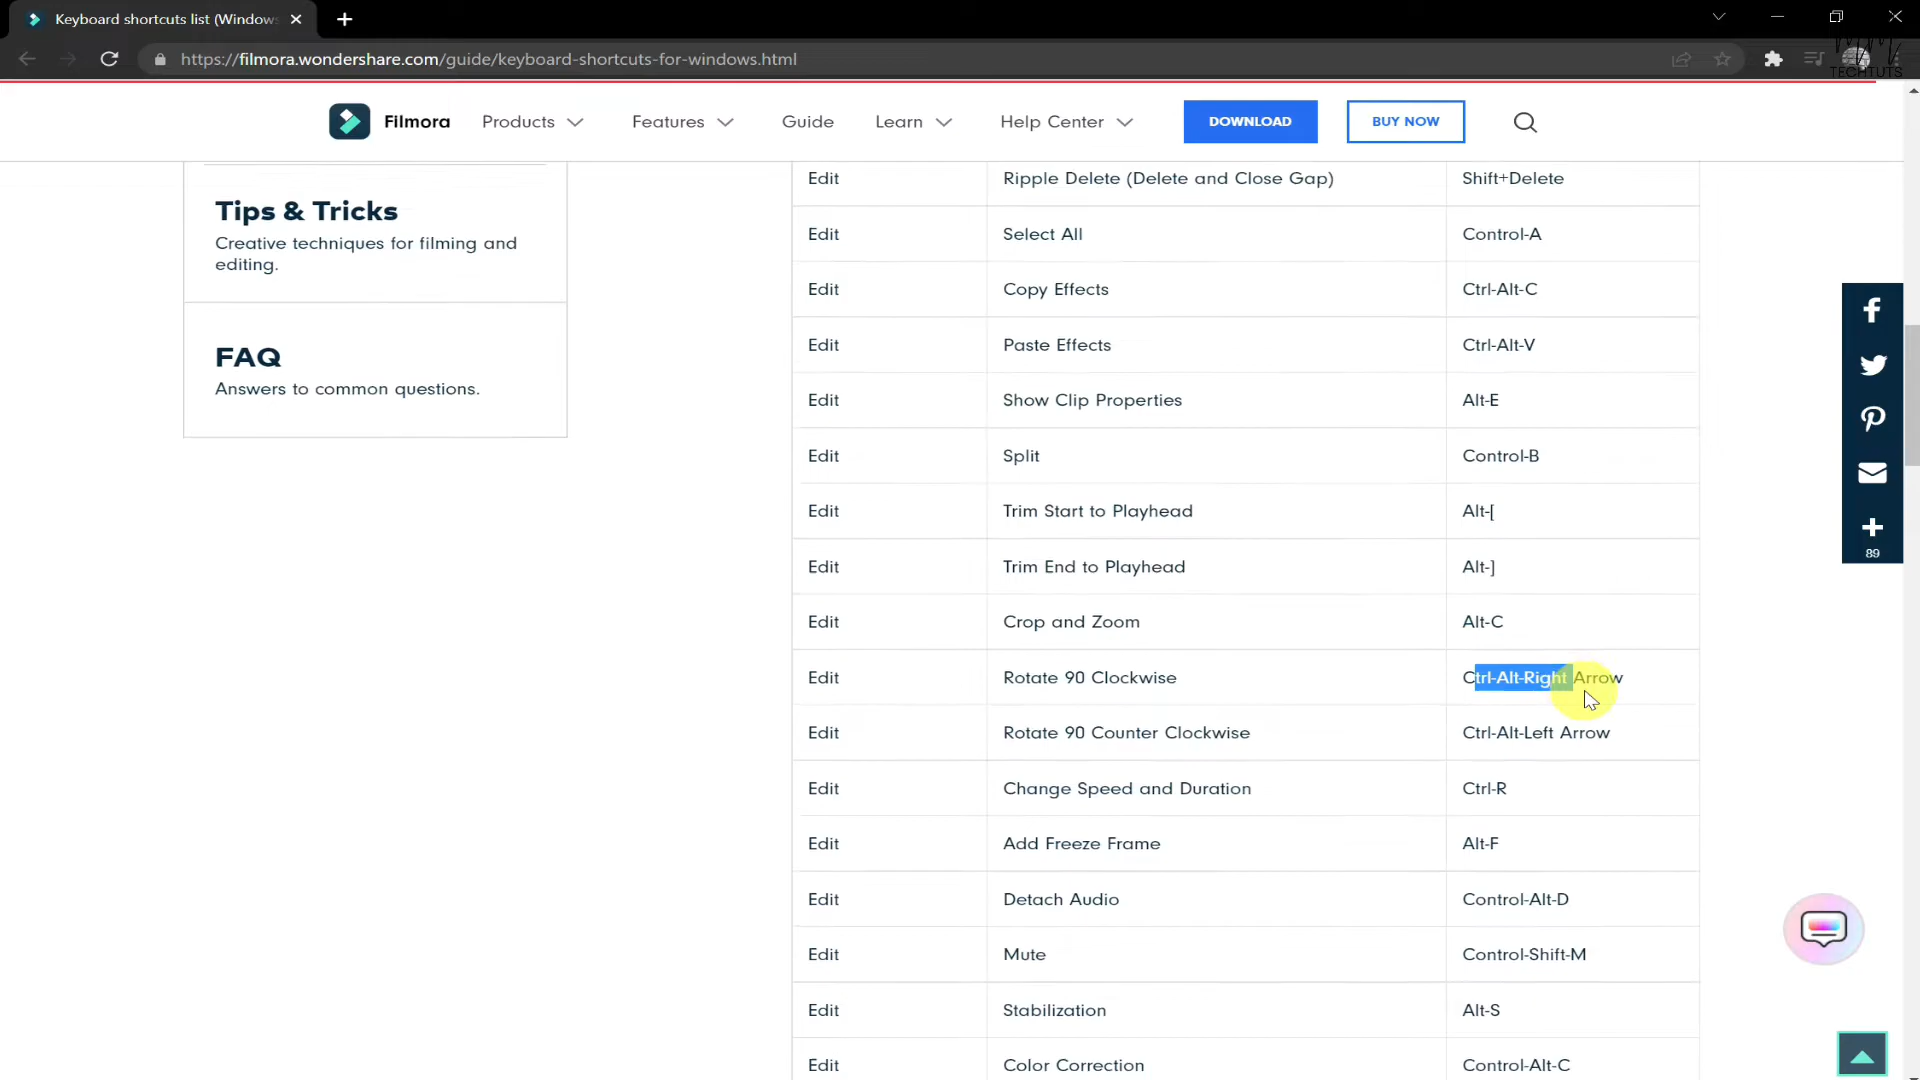 Keyboard shortcuts list (Window
https://filmora.wondershare.com/guide/keyboard-shortcuts-for-windows.html
TECHTUTS
Filmora Products Features Guide Learn Help Center DOWNLOAD BUY NOW
Tips & Tricks
Creative techniques for filming and
editing.
FAQ
Answers to common questions.
Edit Ripple Delete (Delete and Close Gap) Shift+Delete
Edit Select All Control-A
Edit Copy Effects Ctrl-Alt-C
Edit Paste Effects Ctrl-Alt-V
Edit Show Clip Properties Alt-E
Edit Split Control-B
Edit Trim Start to Playhead Alt-[
Edit Trim End to Playhead Alt-]
Edit Crop and Zoom Alt-C
Edit Rotate 90 Clockwise Ctrl-Alt-Right Arrow
Edit Rotate 90 Counter Clockwise Ctrl-Alt-Left Arrow
Edit Change Speed and Duration Ctrl-R
Edit Add Freeze Frame Alt-F
Edit Detach Audio Control-Alt-D
Edit Mute Control-Shift-M
Edit Stabilization Alt-S
Edit Color Correction Control-Alt-C
89